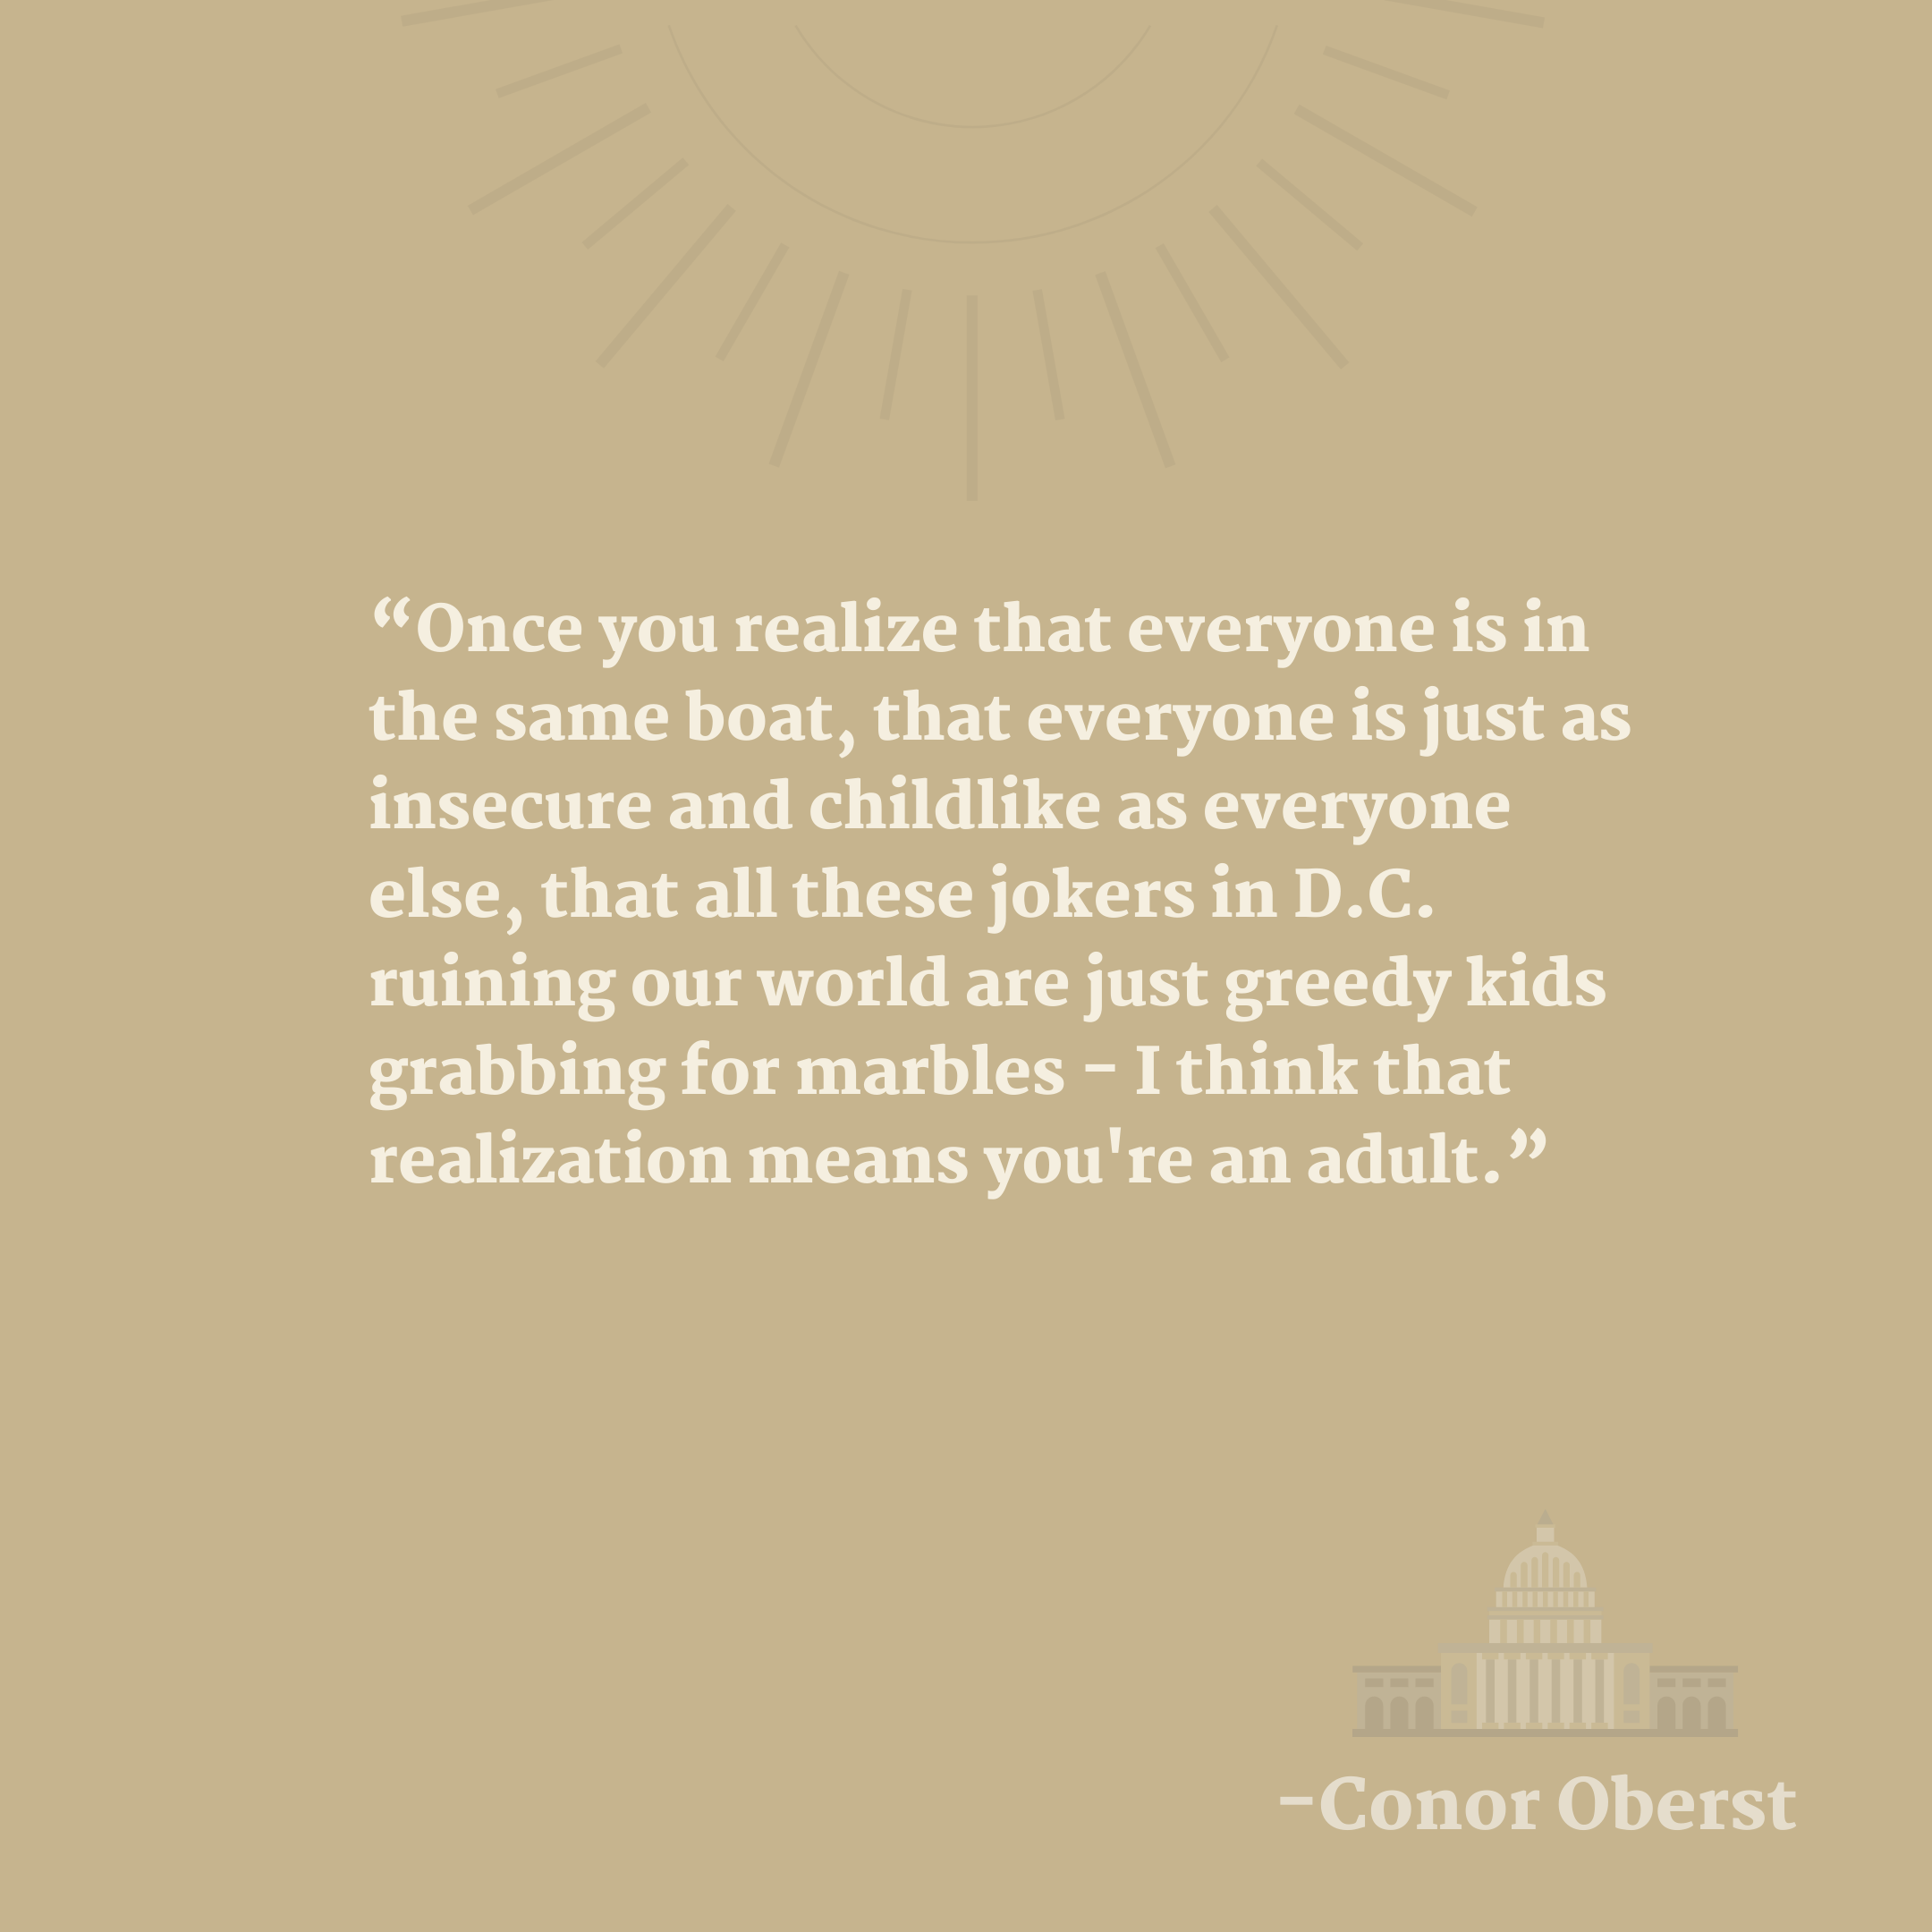 “Once you realize that everyone is in
the same boat, that everyone is just as
insecure and childlike as everyone
else, that all these jokers in D.C.
ruining our world are just greedy kids
grabbing for marbles – I think that
realization means you're an adult.”
–Conor Oberst